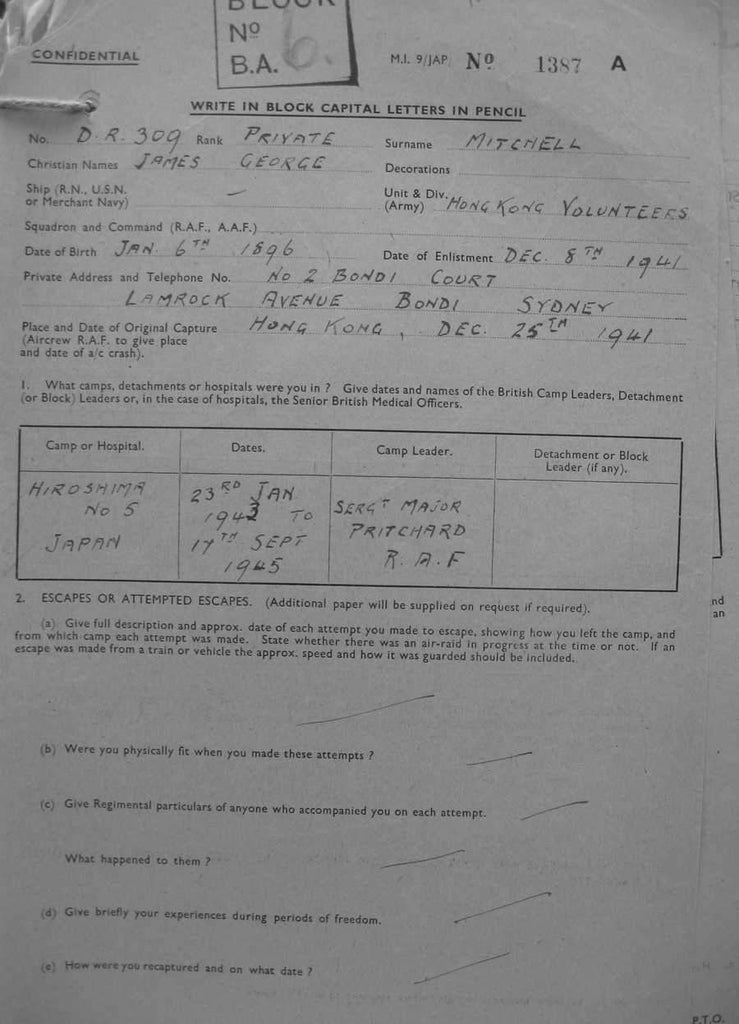 BLOCK
Nº 6.
B.A.
CONFIDENTIAL
M.I. 9/JAP. Nº 1387 A
WRITE IN BLOCK CAPITAL LETTERS IN PENCIL
No. D.R. 309 Rank PRIVATE Surname MITCHELL
Christian Names JAMES GEORGE Decorations
Ship (R.N., U.S.N. or Merchant Navy) — Unit & Div. (Army) HONG KONG VOLUNTEERS
Squadron and Command (R.A.F., A.A.F.)
Date of Birth JAN. 6TH 1896 Date of Enlistment DEC. 8TH 1941
Private Address and Telephone No. No 2 BONDI COURT
LAMROCK AVENUE BONDI SYDNEY
Place and Date of Original Capture HONG KONG, DEC. 25TH 1941
(Aircrew R.A.F. to give place
and date of a/c crash).
1. What camps, detachments or hospitals were you in ? Give dates and names of the British Camp Leaders, Detachment
(or Block) Leaders or, in the case of hospitals, the Senior British Medical Officers.
Camp or Hospital. Dates. Camp Leader. Detachment or Block
Leader (if any).
HIROSHIMA 23RD JAN
No 5 1943 TO SERGT MAJOR
JAPAN 17TH SEPT PRITCHARD
1945 R.A.F
2. ESCAPES OR ATTEMPTED ESCAPES. (Additional paper will be supplied on request if required).
(a) Give full description and approx. date of each attempt you made to escape, showing how you left the camp, and
from which camp each attempt was made. State whether there was an air-raid in progress at the time or not. If an
escape was made from a train or vehicle the approx. speed and how it was guarded should be included.
nd
an
(b) Were you physically fit when you made these attempts ?
(c) Give Regimental particulars of anyone who accompanied you on each attempt.
What happened to them ?
(d) Give briefly your experiences during periods of freedom.
(e) How were you recaptured and on what date ?
P.T.O.